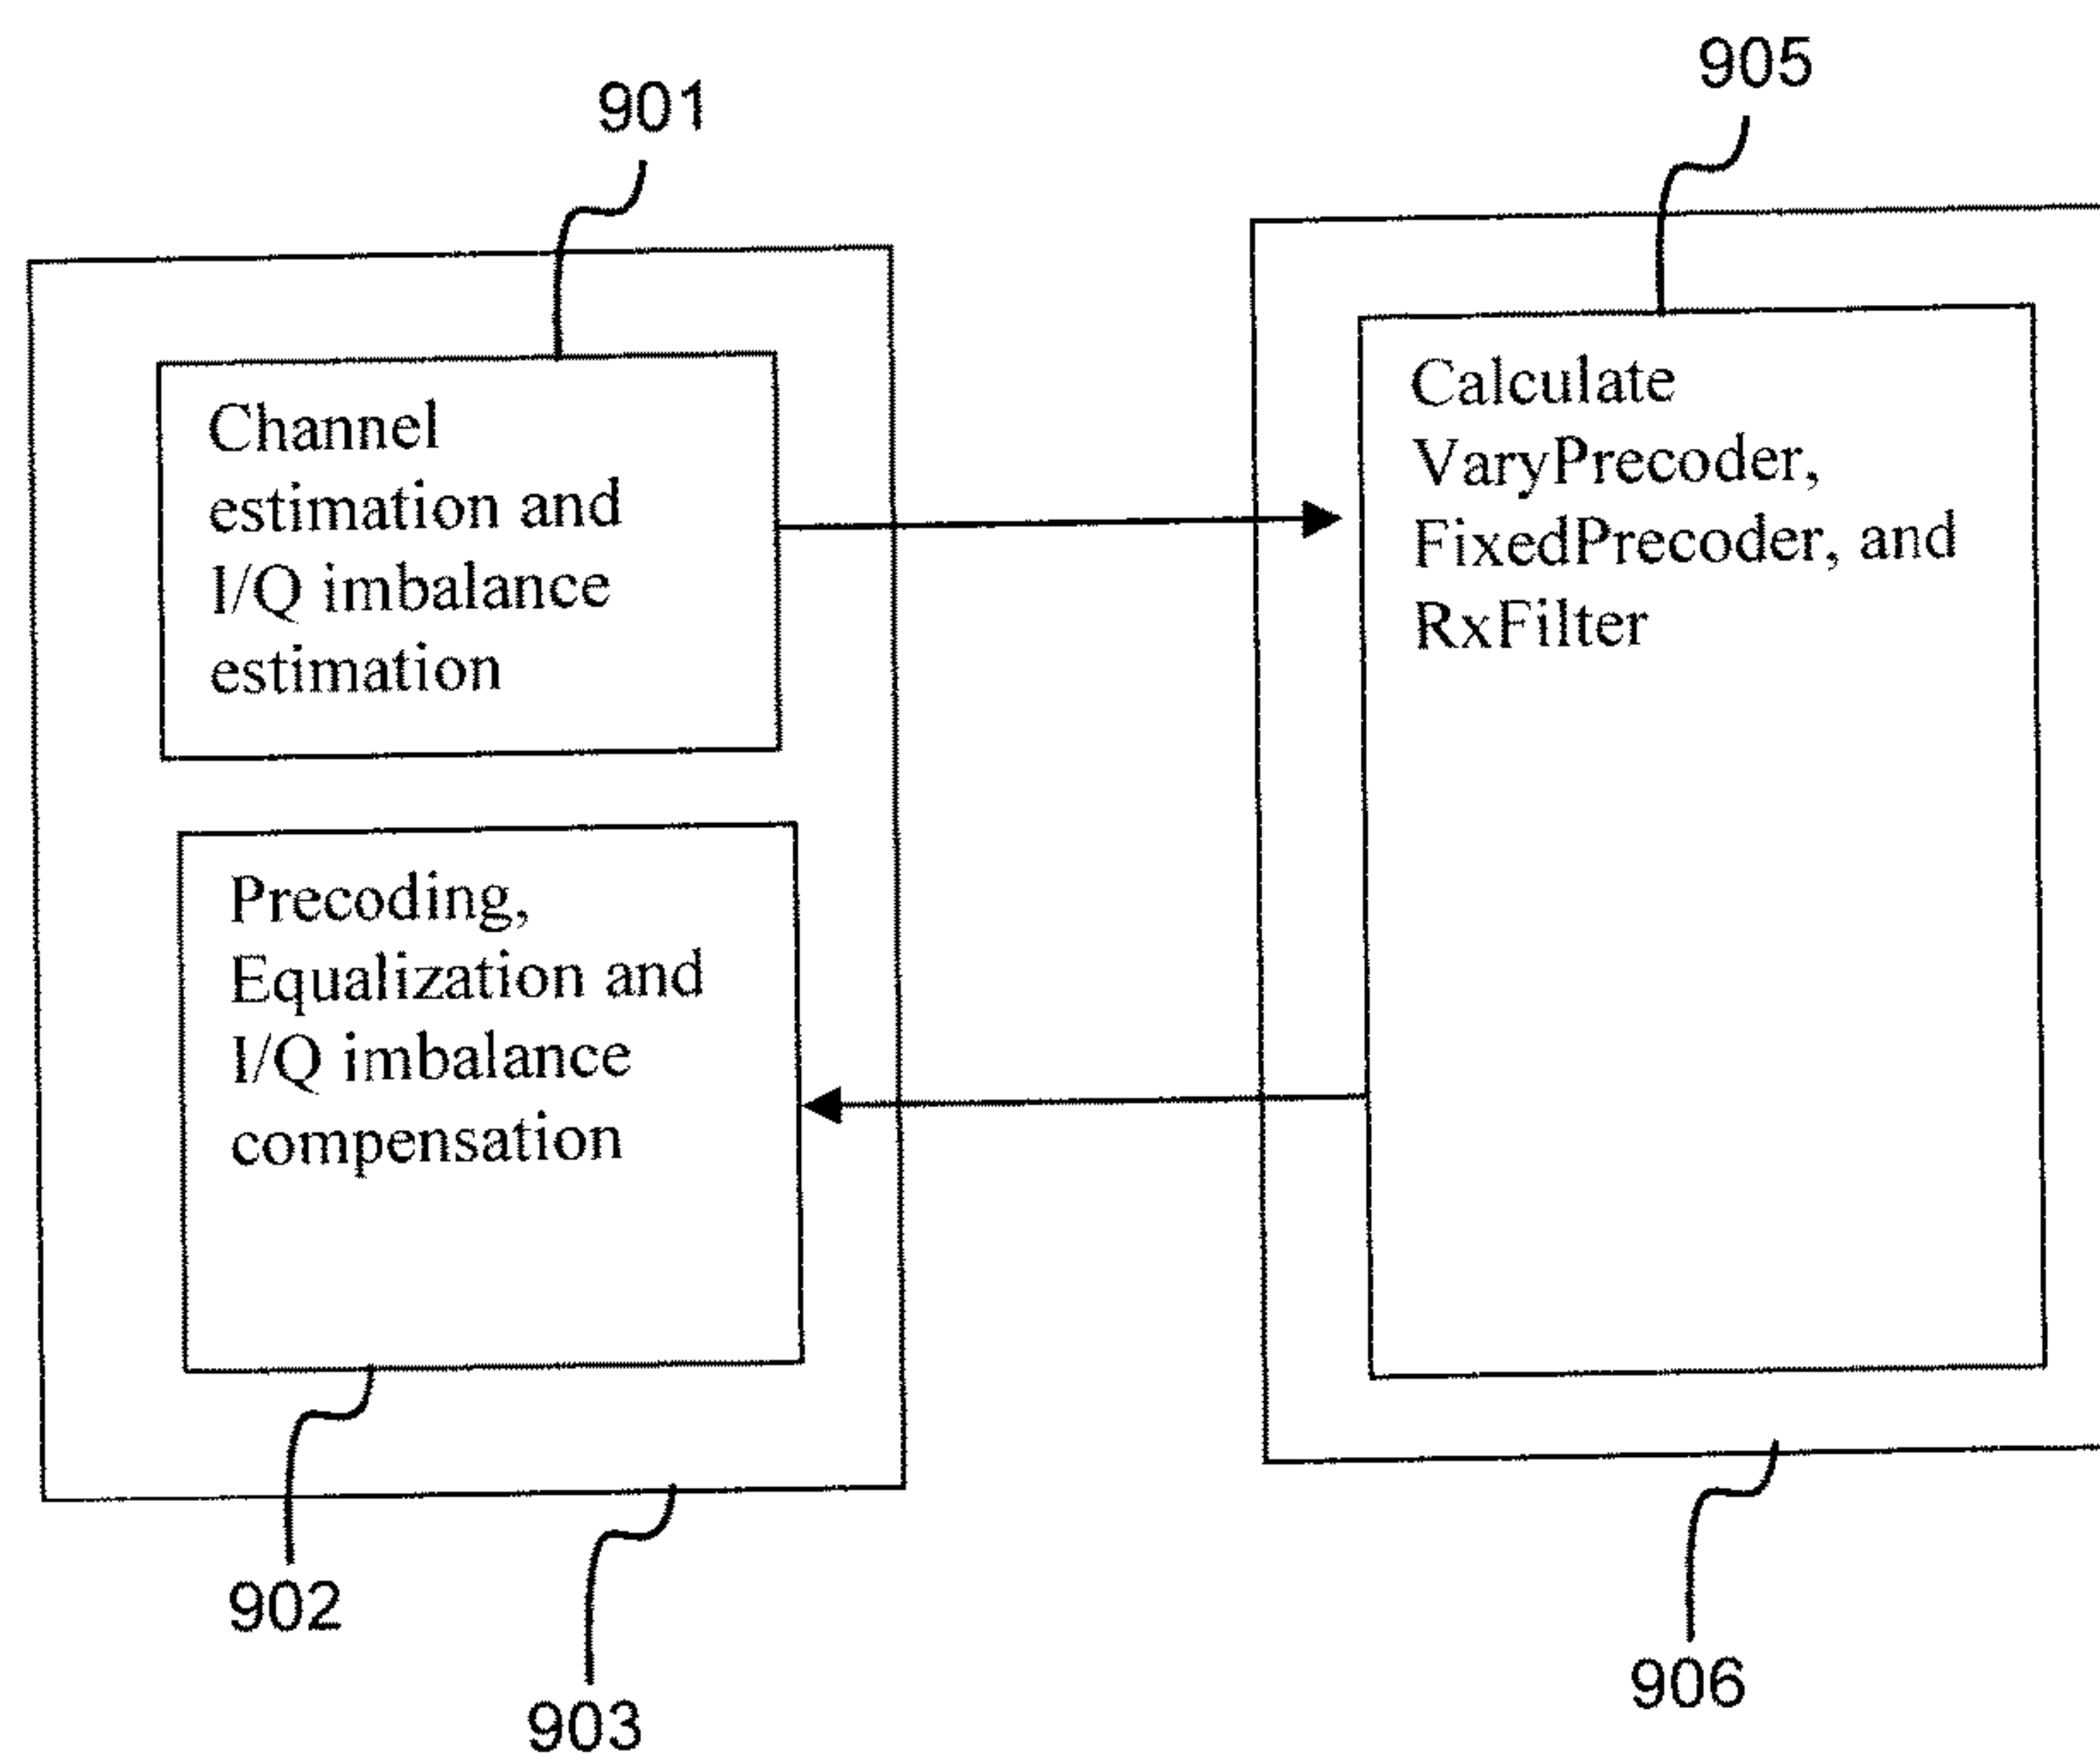 901
905
Channel
estimation and
I/Q imbalance
estimation
Calculate
VaryPrecoder,
FixedPrecoder, and
RxFilter
Precoding,
Equalization and
I/Q imbalance
compensation
902
903
906